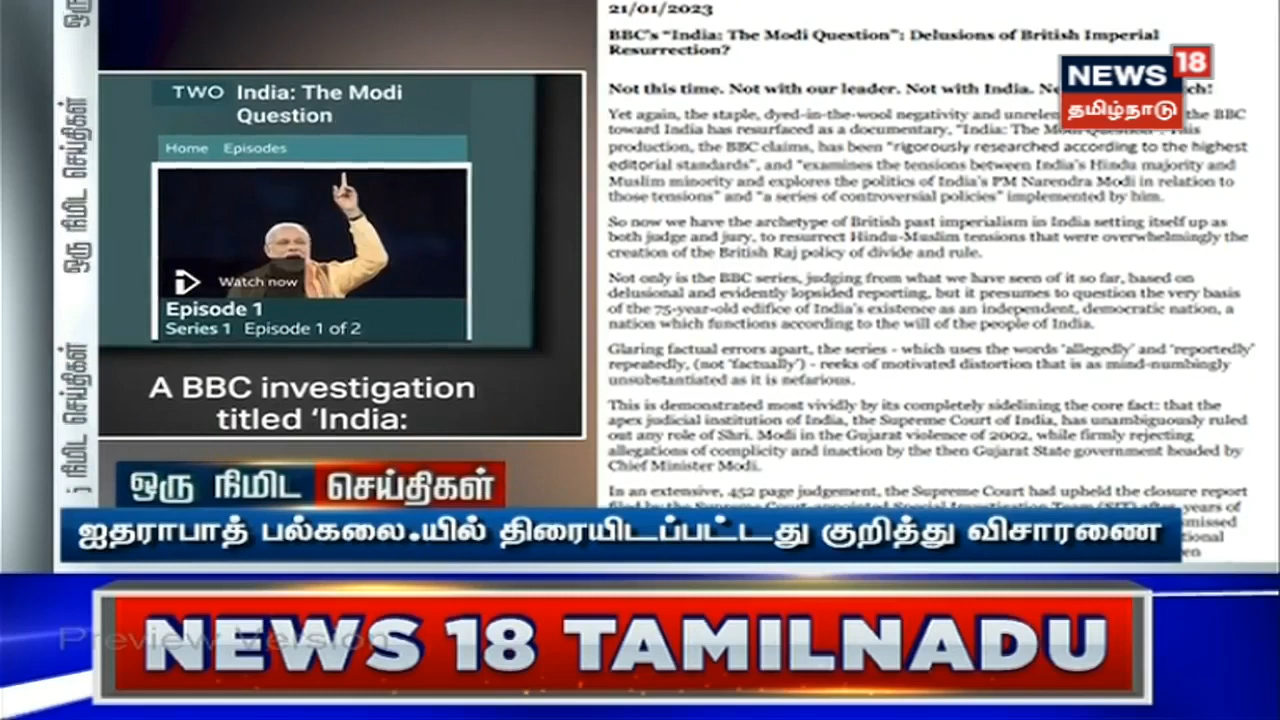 ஒரு நிமிட செய்திகள்
ஒரு நிமிட செய்திகள்
TWO India: The Modi
Question
Home Episodes
Watch now
Episode 1
Series 1 Episode 1 of 2
A BBC investigation
titled ‘India:
21/01/2023
BBC's “India: The Modi Question”: Delusions of British Imperial
Resurrection?
Not this time. Not with our leader. Not with India.
Yet again, the staple, dyed-in-the-wool negativity and the BBC
toward India has resurfaced as a documentary, “India: The Modi Question”. This
production, the BBC claims, has been “rigorously researched according to the highest
editorial standards”, and “examines the tensions between India's Hindu majority and
Muslim minority and explores the politics of India's PM Narendra Modi in relation to
those tensions” and “a series of controversial policies” implemented by him.
So now we have the archetype of British past imperialism in India setting itself up as
both judge and jury, to resurrect Hindu-Muslim tensions that were overwhelmingly the
creation of the British Raj policy of divide and rule.
Not only is the BBC series, judging from what we have seen of it so far, based on
delusional and evidently lopsided reporting, but it presumes to question the very basis
of the 75-year-old edifice of India's existence as an independent, democratic nation, a
nation which functions according to the will of the people of India.
Glaring factual errors apart, the series - which uses the words ‘allegedly’ and ‘reportedly’
repeatedly, (not ‘factually’) - reeks of motivated distortion that is as mind-numbingly
unsubstantiated as it is nefarious.
This is demonstrated most vividly by its completely sidelining the core fact: that the
apex judicial institution of India, the Supreme Court of India, has unambiguously ruled
out any role of Shri. Modi in the Gujarat violence of 2002, while firmly rejecting
allegations of complicity and inaction by the then Gujarat State government headed by
Chief Minister Modi.
In an extensive, 452 page judgement, the Supreme Court had upheld the closure report
years of
NEWS 18
தமிழ்நாடு
ஒரு நிமிட செய்திகள்
ஐதராபாத் பல்கலை.யில் திரையிடப்பட்டது குறித்து விசாரணை
NEWS 18 TAMILNADU
Preview Version